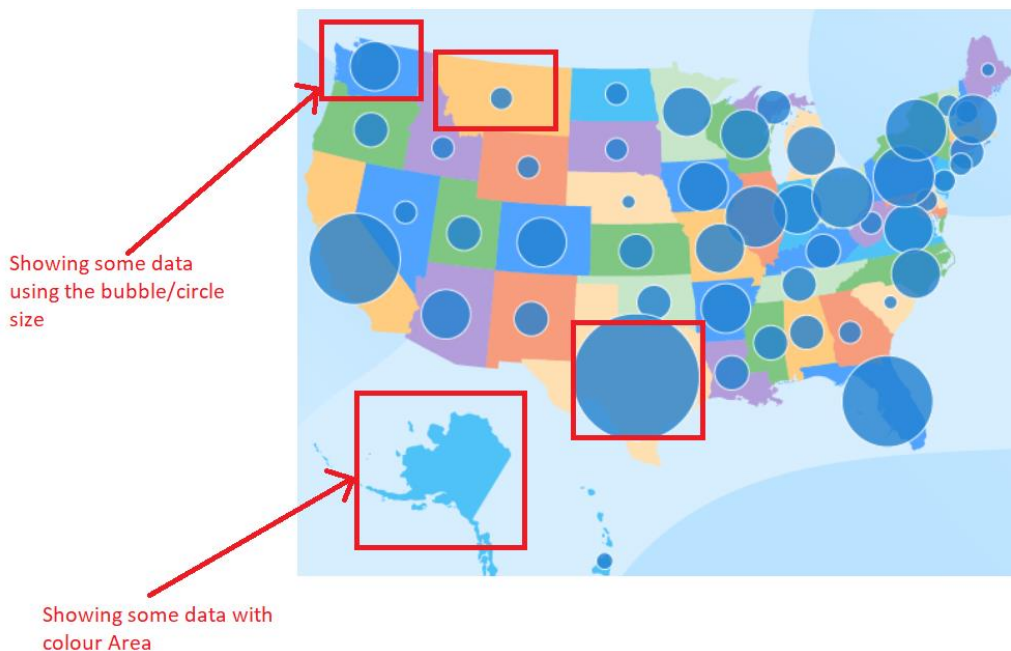 Showing some data
using the bubble/circle
size
Showing some data with
colour Area